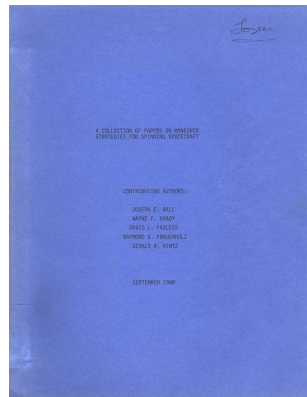 A COLLECTION OF PAPERS ON MANEUVER
STRATEGIES FOR SPINNING SPACECRAFT
CONTRIBUTING AUTHORS:
JOSEPH E. BALL
WAYNE F. BRADY
DAVID L. FARLESS
RAYMOND B. FRAUENHOLZ
GERALD R. HINTZ
SEPTEMBER 1980